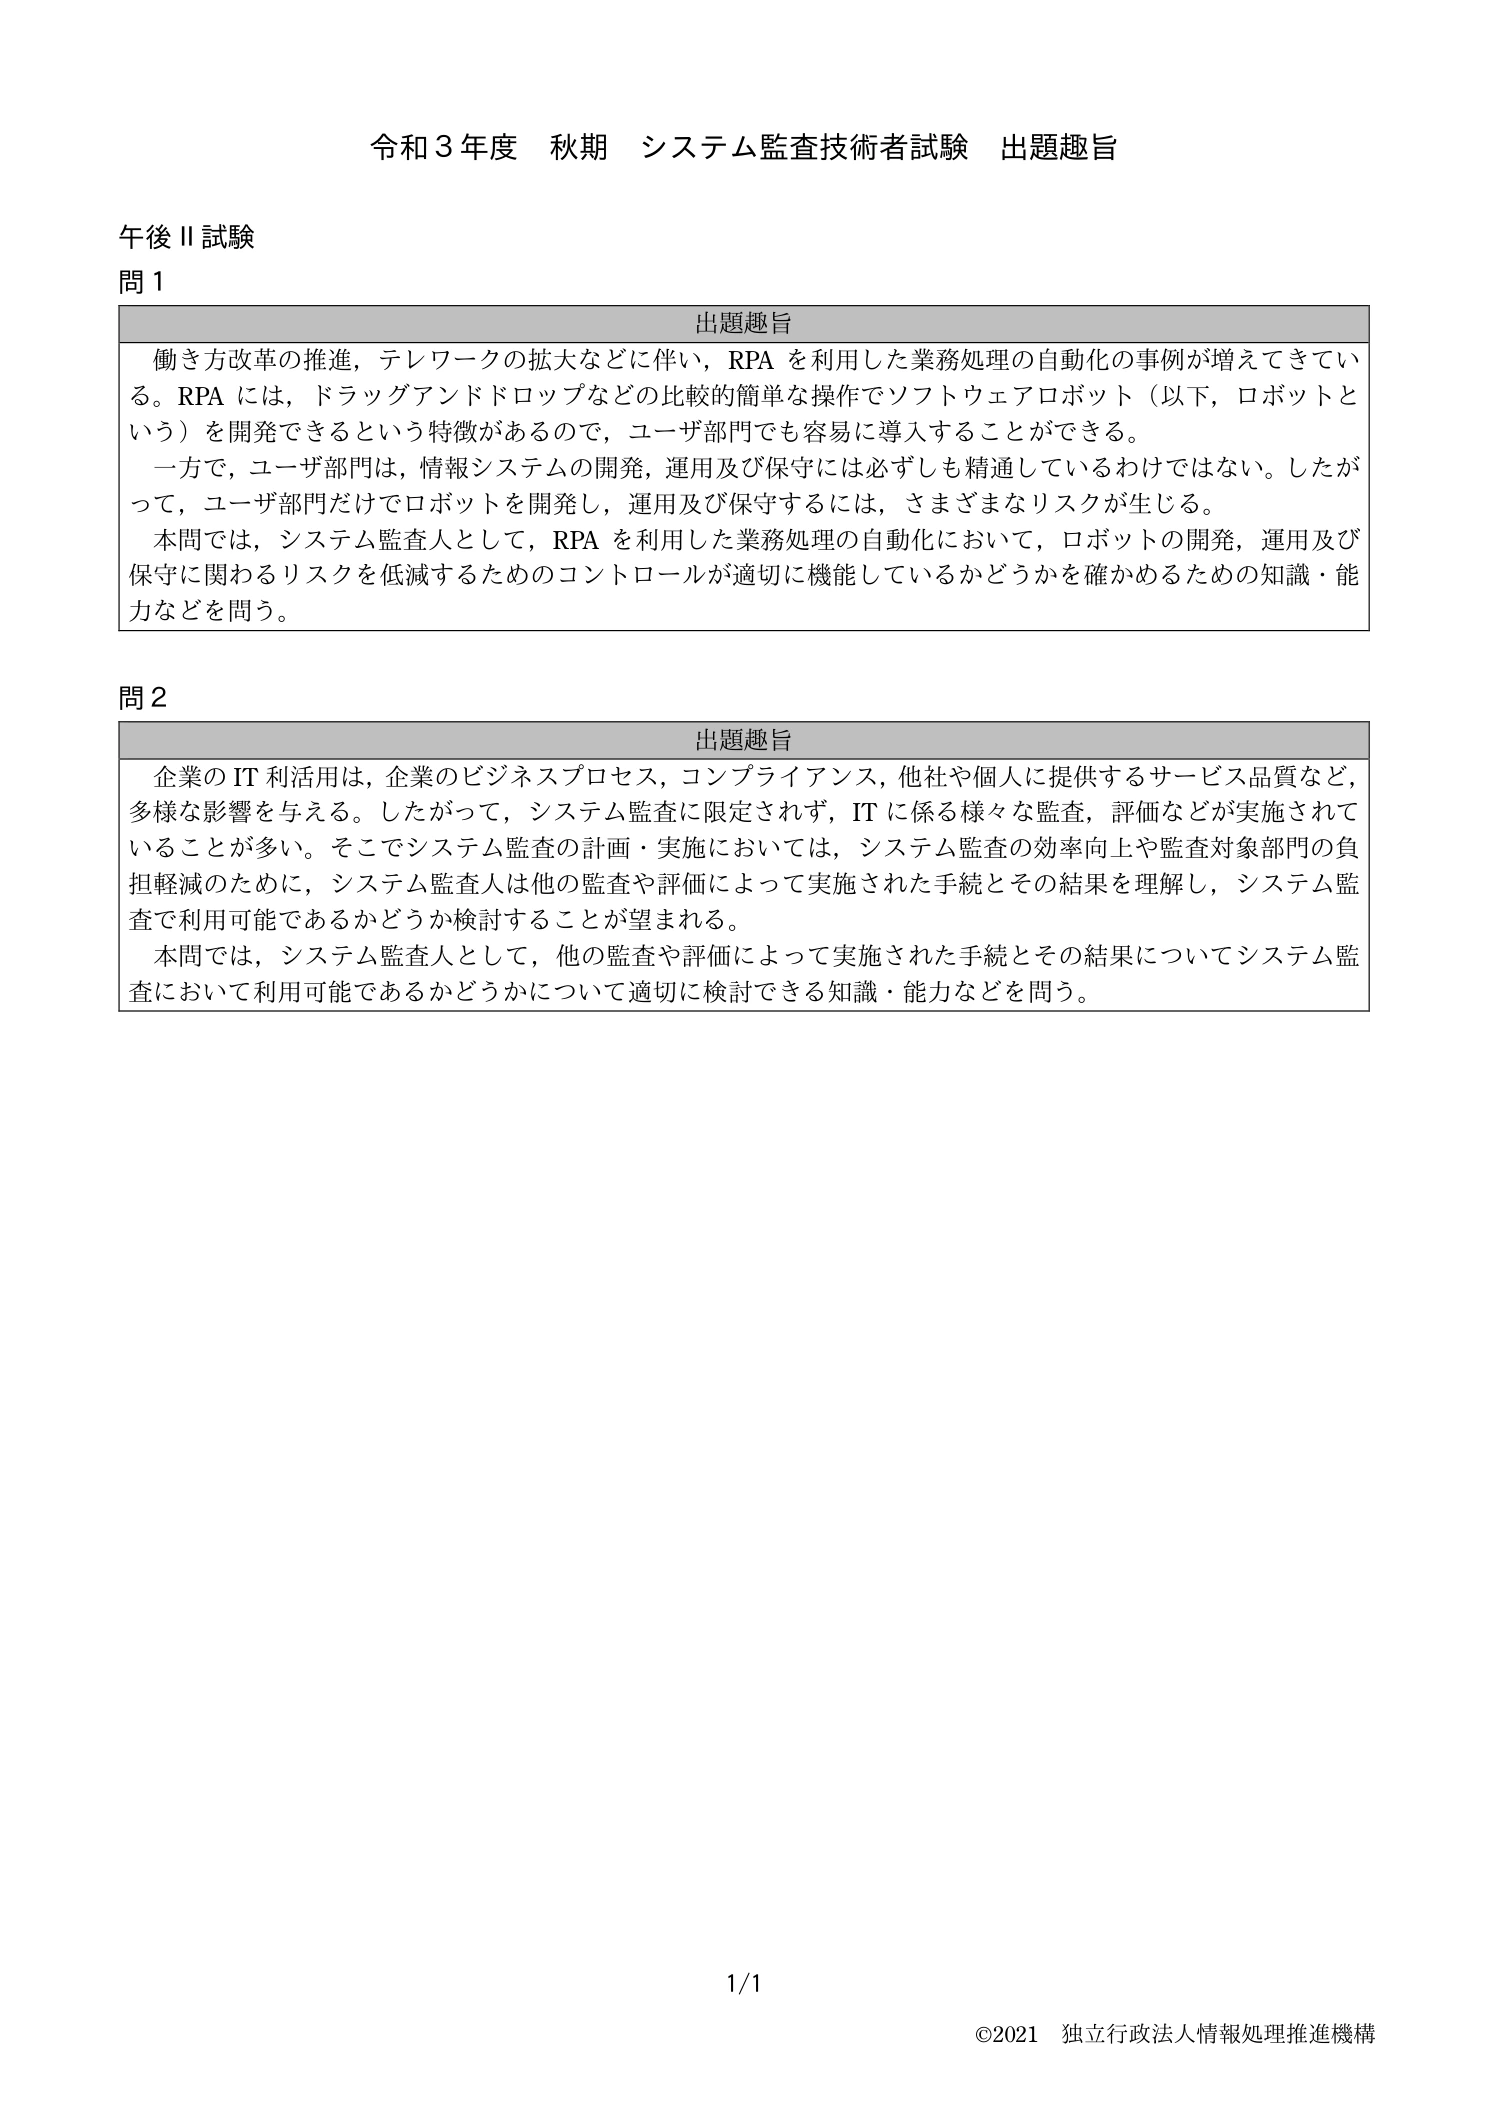 令和３年度　秋期　システム監査技術者試験　出題趣旨
午後Ⅱ試験
問１
出題趣旨
　働き方改革の推進，テレワークの拡大などに伴い，RPA を利用した業務処理の自動化の事例が増えてきてい
る。RPA には，ドラッグアンドドロップなどの比較的簡単な操作でソフトウェアロボット（以下，ロボットと
いう）を開発できるという特徴があるので，ユーザ部門でも容易に導入することができる。
　一方で，ユーザ部門は，情報システムの開発，運用及び保守には必ずしも精通しているわけではない。したが
って，ユーザ部門だけでロボットを開発し，運用及び保守するには，さまざまなリスクが生じる。
　本問では，システム監査人として，RPA を利用した業務処理の自動化において，ロボットの開発，運用及び
保守に関わるリスクを低減するためのコントロールが適切に機能しているかどうかを確かめるための知識・能
力などを問う。
問２
出題趣旨
　企業の IT 利活用は，企業のビジネスプロセス，コンプライアンス，他社や個人に提供するサービス品質など，
多様な影響を与える。したがって，システム監査に限定されず，IT に係る様々な監査，評価などが実施されて
いることが多い。そこでシステム監査の計画・実施においては，システム監査の効率向上や監査対象部門の負
担軽減のために，システム監査人は他の監査や評価によって実施された手続とその結果を理解し，システム監
査で利用可能であるかどうか検討することが望まれる。
　本問では，システム監査人として，他の監査や評価によって実施された手続とその結果についてシステム監
査において利用可能であるかどうかについて適切に検討できる知識・能力などを問う。
1/1
©2021　独立行政法人情報処理推進機構